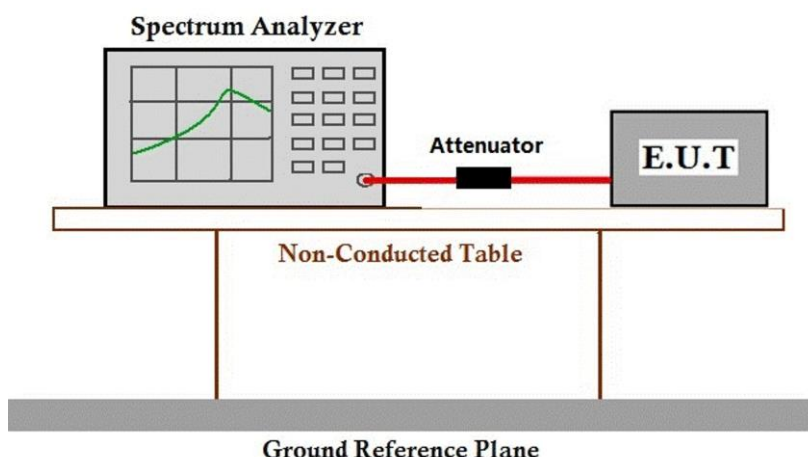 Spectrum Analyzer
Attenuator
E.U.T
Non-Conducted Table
Ground Reference Plane